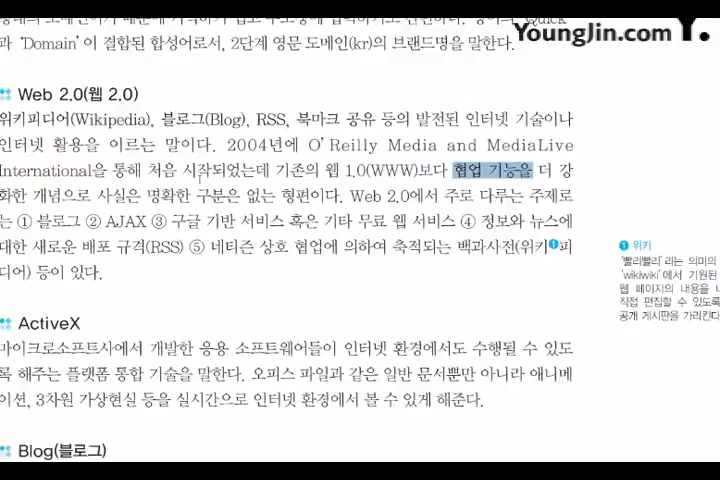 과 'Domain'이 결합된 합성어로서, 2단계 영문 도메인(kr)의 브랜드명을 말한다.
YoungJin.com Y.
Web 2.0(웹 2.0)
위키피디어(Wikipedia), 블로그(Blog), RSS, 북마크 공유 등의 발전된 인터넷 기술이나
인터넷 활용을 이르는 말이다. 2004년에 O'Reilly Media and MediaLive
International을 통해 처음 시작되었는데 기존의 웹 1.0(WWW)보다 협업 기능을 더 강
화한 개념으로 사실은 명확한 구분은 없는 형편이다. Web 2.0에서 주로 다루는 주제로
는 ① 블로그 ② AJAX ③ 구글 기반 서비스 혹은 기타 무료 웹 서비스 ④ 정보와 뉴스에
대한 새로운 배포 규격(RSS) ⑤ 네티즌 상호 협업에 의하여 축적되는 백과사전(위키❶피
디어) 등이 있다.
❶ 위키
'빨리빨리'라는 의미의
'wikiwiki'에서 기원된
웹 페이지의 내용을
직접 편집할 수 있도록
공개 게시판을 가리킨다
ActiveX
마이크로소프트사에서 개발한 응용 소프트웨어들이 인터넷 환경에서도 수행될 수 있도
록 해주는 플랫폼 통합 기술을 말한다. 오피스 파일과 같은 일반 문서뿐만 아니라 애니메
이션, 3차원 가상현실 등을 실시간으로 인터넷 환경에서 볼 수 있게 해준다.
Blog(블로그)